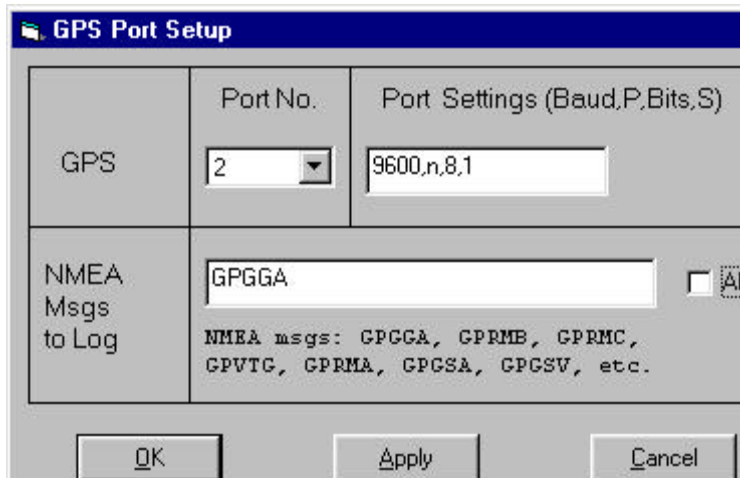 GPS Port Setup
Port No.
Port Settings (Baud,P,Bits,S)
GPS
2
9600,n,8,1
NMEA
Msgs
to Log
GPGGA
NMEA msgs: GPGGA, GPRMB, GPRMC,
GPVTG, GPRMA, GPGSA, GPGSV, etc.
OK
Apply
Cancel